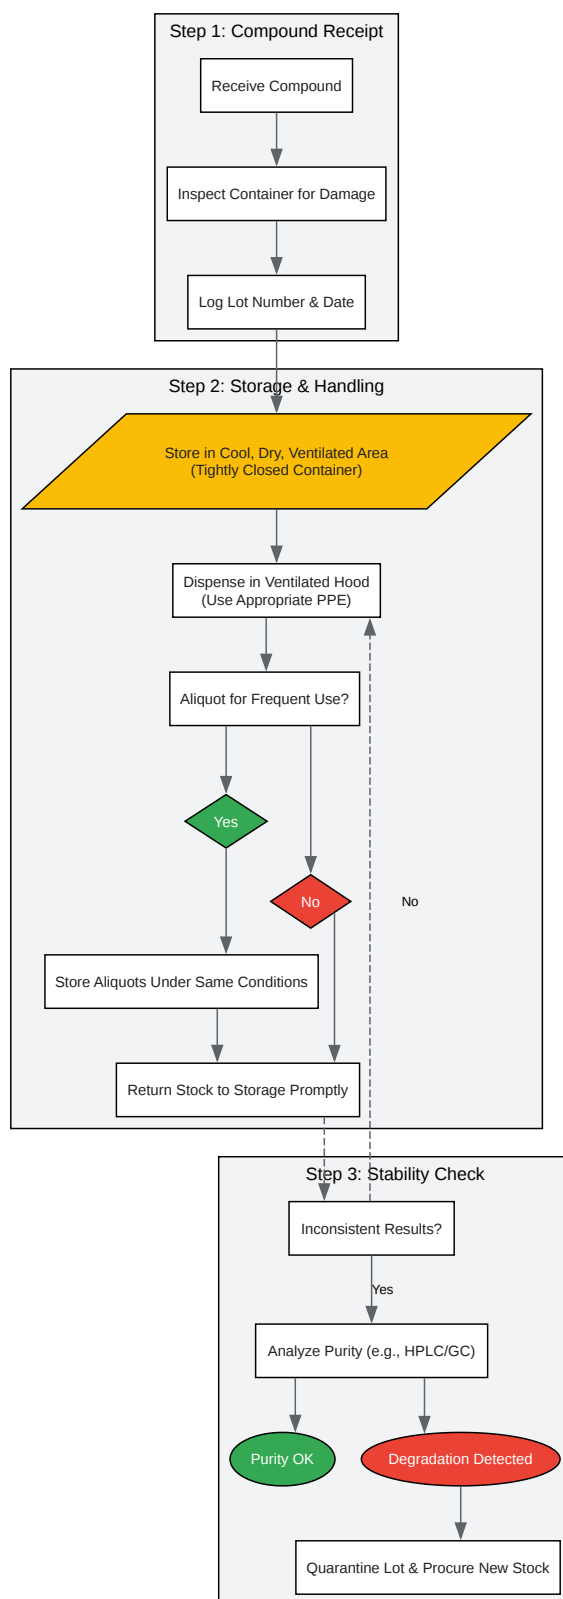 Step 1: Compound Receipt
Receive Compound
Inspect Container for Damage
Log Lot Number & Date
Step 2: Storage & Handling
Store in Cool, Dry, Ventilated Area
(Tightly Closed Container)
Dispense in Ventilated Hood
(Use Appropriate PPE)
Aliquot for Frequent Use?
Yes
No
No
Store Aliquots Under Same Conditions
Return Stock to Storage Promptly
Step 3: Stability Check
Inconsistent Results?
Yes
Analyze Purity (e.g., HPLC/GC)
Purity OK
Degradation Detected
Quarantine Lot & Procure New Stock